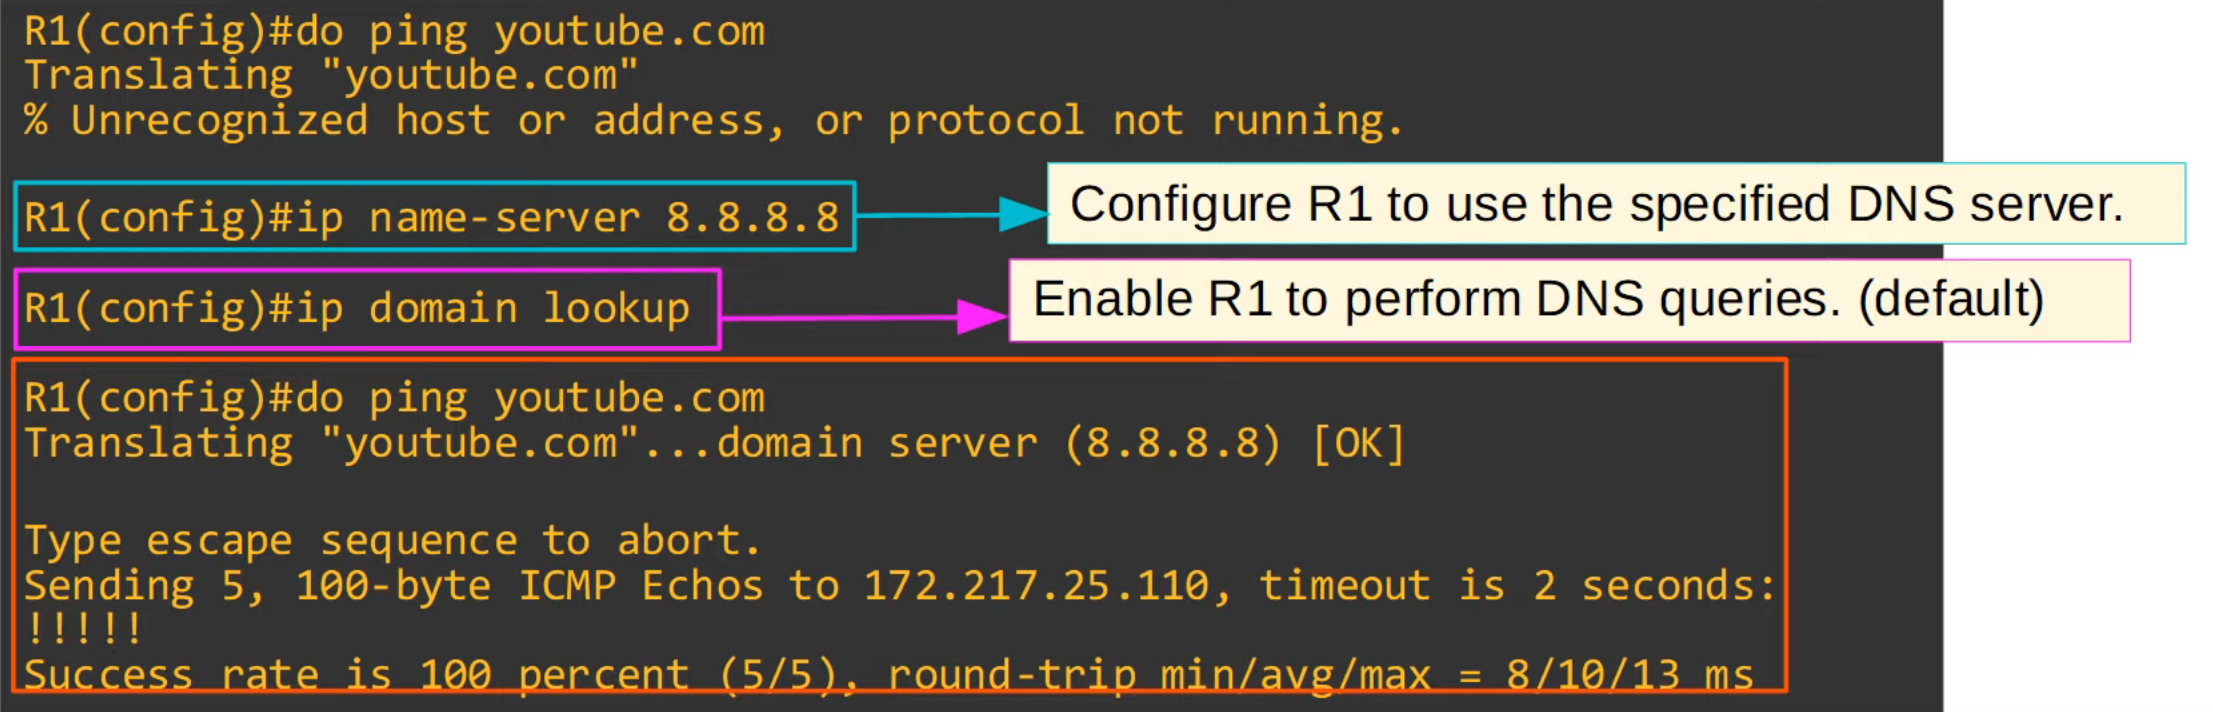 R1(config)#do ping youtube.com
Translating "youtube.com"
% Unrecognized host or address, or protocol not running.
R1(config)#ip name-server 8.8.8.8
Configure R1 to use the specified DNS server.
R1(config)#ip domain lookup
Enable R1 to perform DNS queries. (default)
R1(config)#do ping youtube.com
Translating "youtube.com"...domain server (8.8.8.8) [OK]
Type escape sequence to abort.
Sending 5, 100-byte ICMP Echos to 172.217.25.110, timeout is 2 seconds:
!!!!!
Success rate is 100 percent (5/5), round-trip min/avg/max = 8/10/13 ms